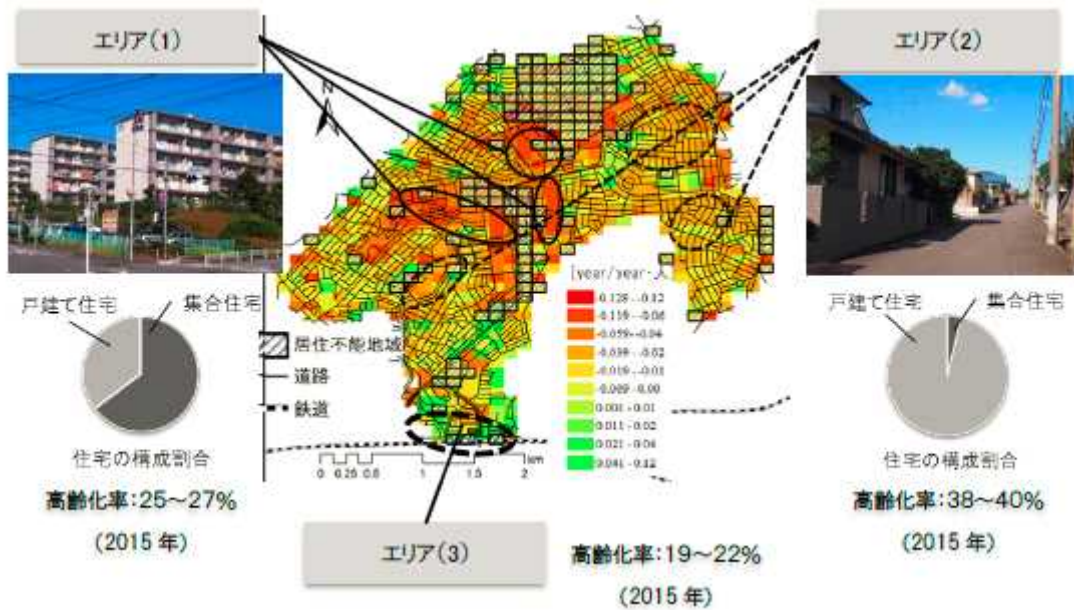 エリア(1)
エリア(2)
N
[year/year・人
-0.059 - -0.04
-0.039 - -0.02
-0.019 - -0.01
-0.009 - 0.00
0.001 - 0.01
0.011 - 0.02
0.021 - 0.04
0.041 - 0.12
居住不能地域
道路
鉄道
km
0 0.25 0.5 1 1.5 2
戸建て住宅
集合住宅
住宅の構成割合
高齢化率:25～27%
(2015年)
戸建て住宅
集合住宅
住宅の構成割合
高齢化率:38～40%
(2015年)
エリア(3)
高齢化率:19～22%
(2015年)